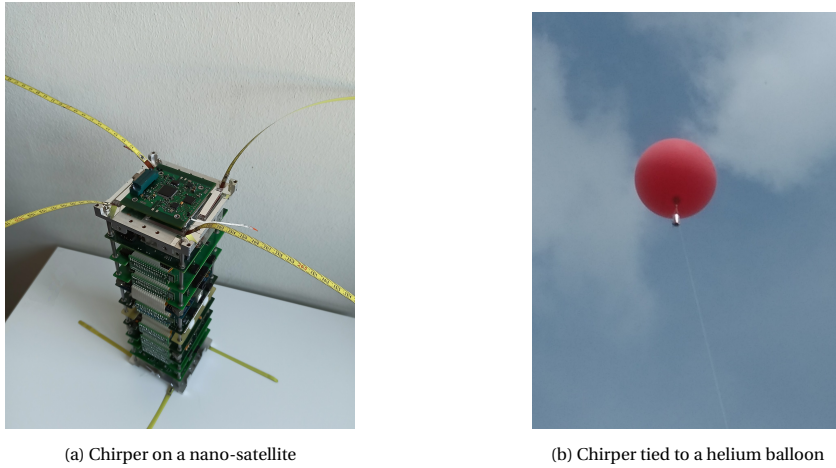 (a) Chirper on a nano-satellite
(b) Chirper tied to a helium balloon